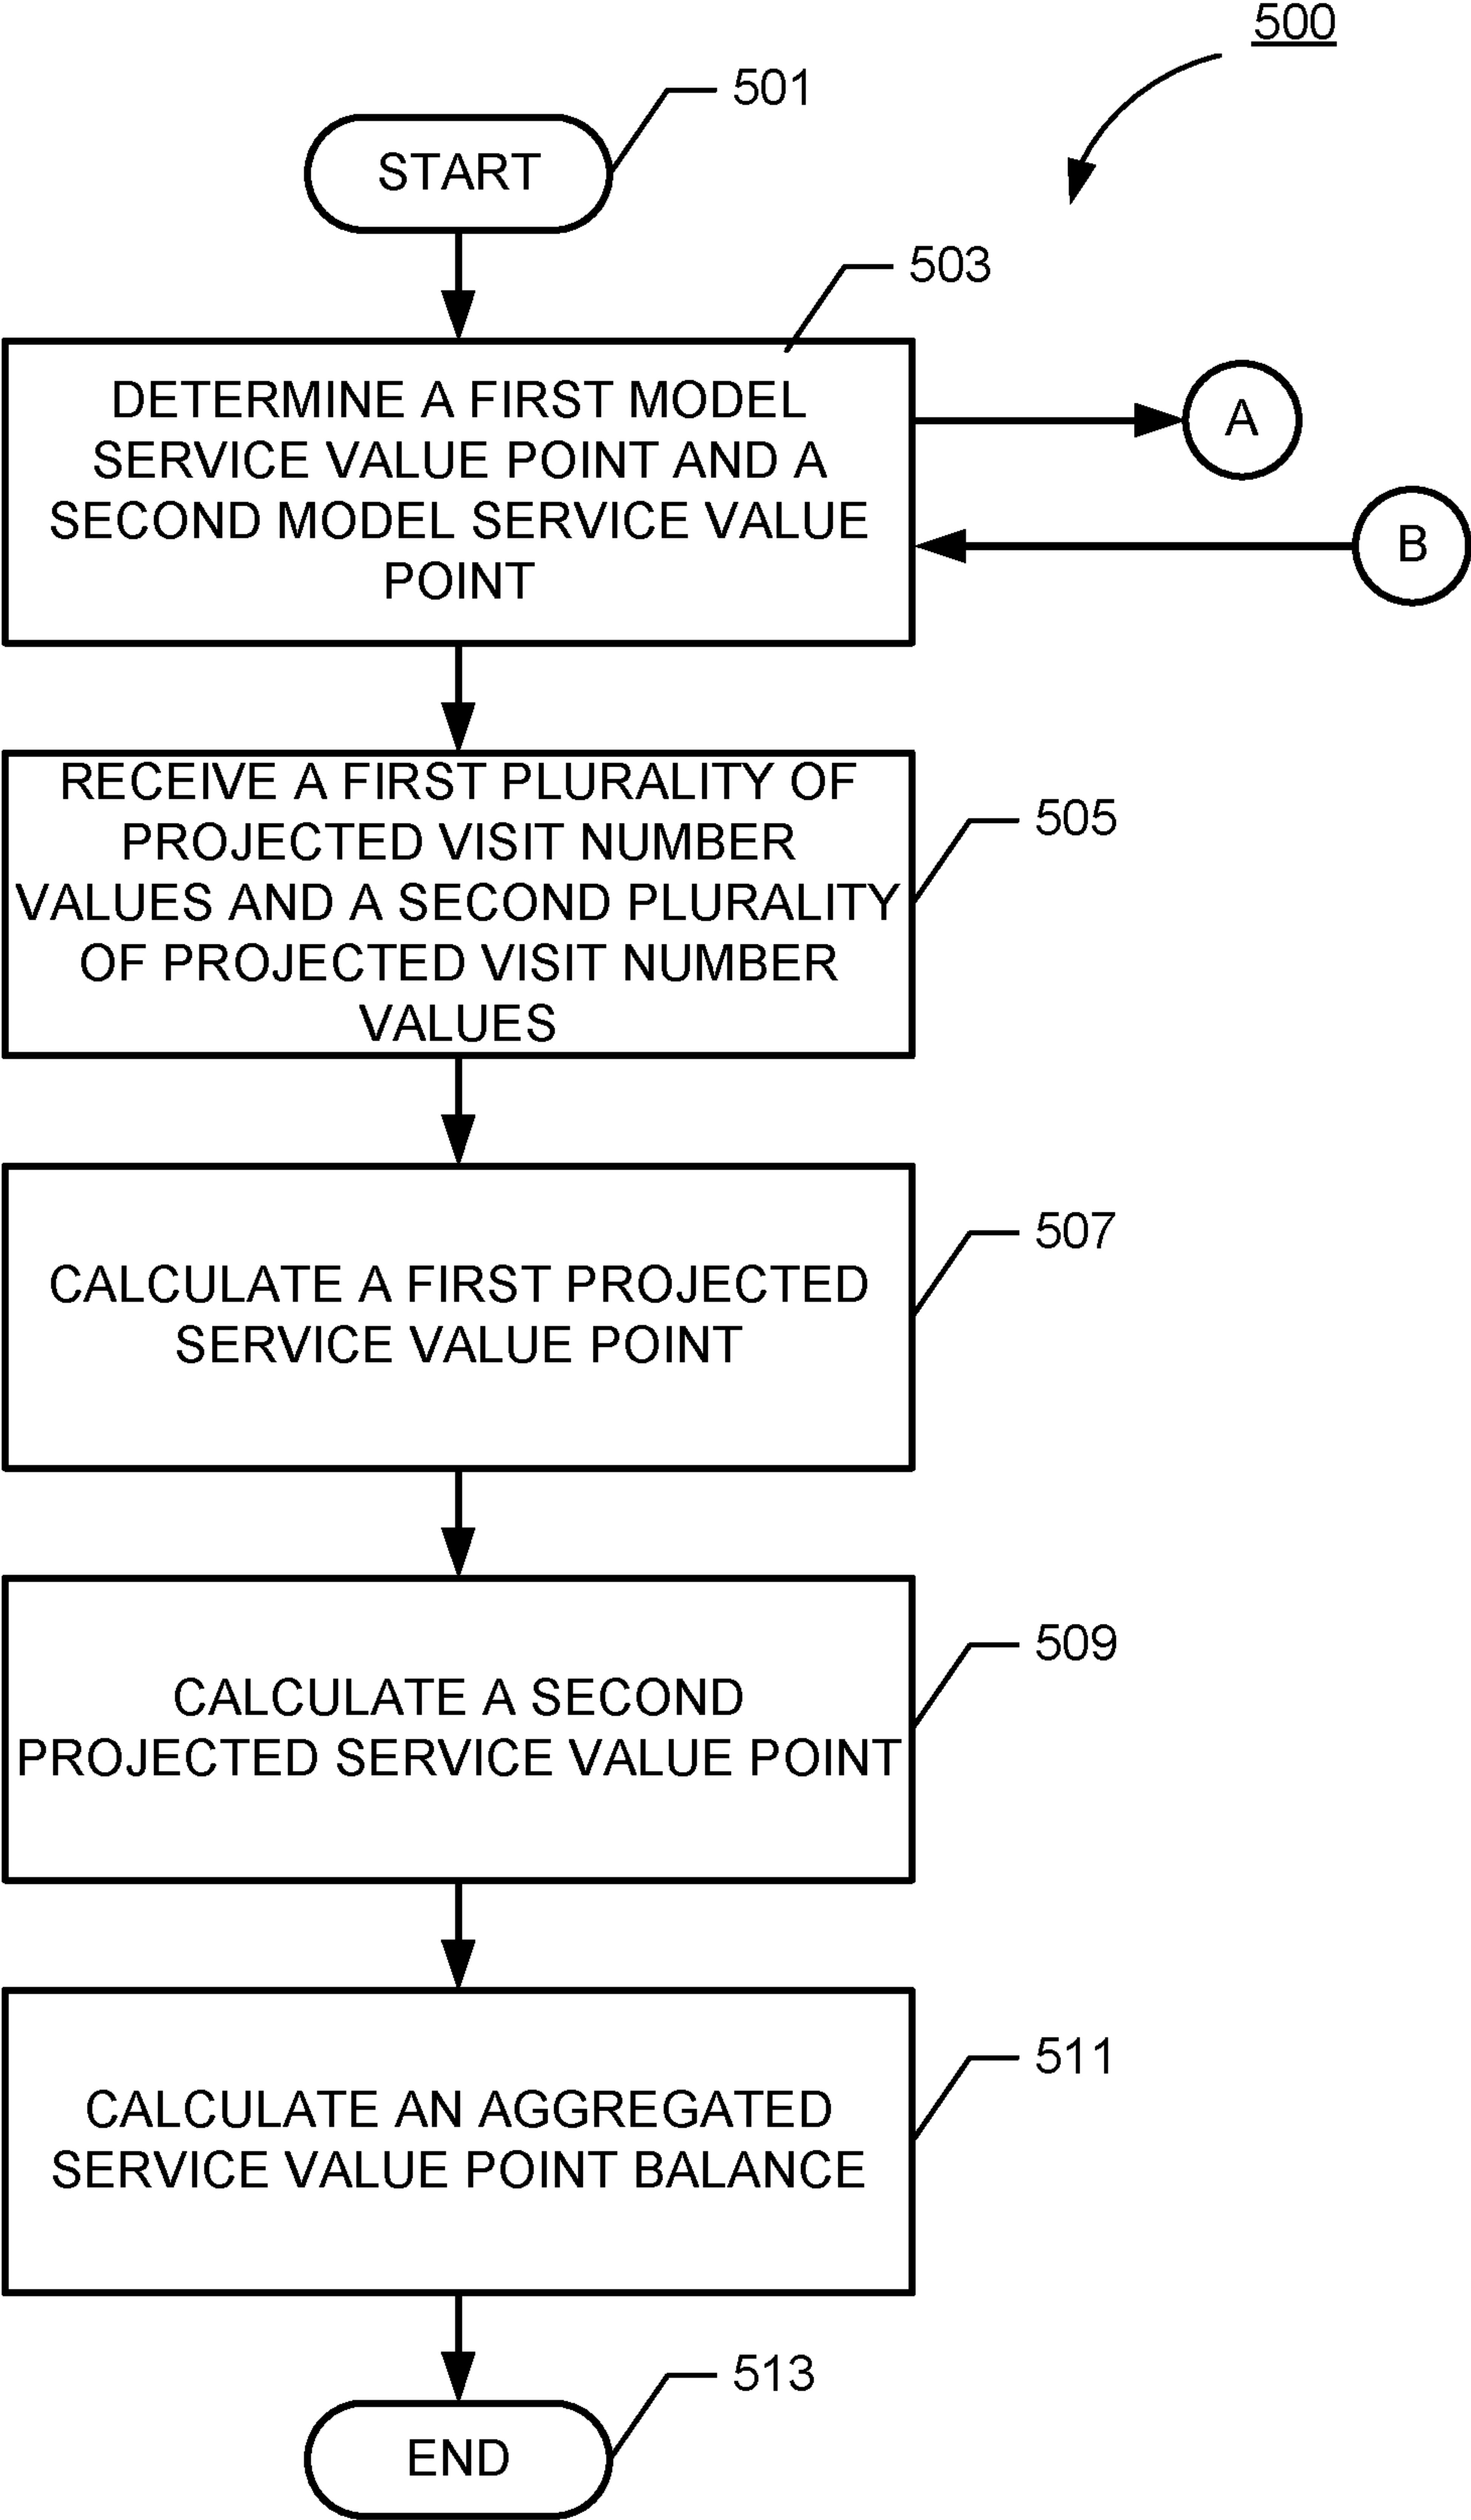 500
501
START
503
DETERMINE A FIRST MODEL
SERVICE VALUE POINT AND A
SECOND MODEL SERVICE VALUE
POINT
A
B
RECEIVE A FIRST PLURALITY OF
PROJECTED VISIT NUMBER
VALUES AND A SECOND PLURALITY
OF PROJECTED VISIT NUMBER
VALUES
505
CALCULATE A FIRST PROJECTED
SERVICE VALUE POINT
507
CALCULATE A SECOND
PROJECTED SERVICE VALUE POINT
509
CALCULATE AN AGGREGATED
SERVICE VALUE POINT BALANCE
511
END
513